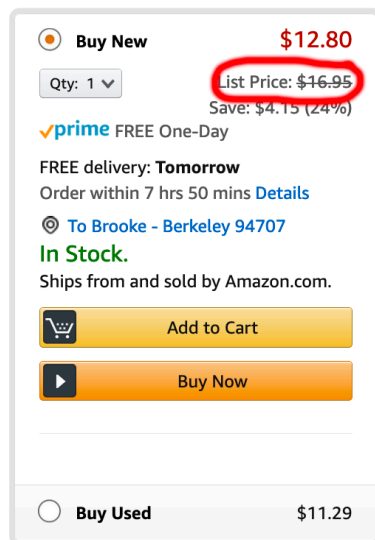 Buy New $12.80
Qty: 1 List Price: $16.95
Save: $4.15 (24%)
prime FREE One-Day
FREE delivery: Tomorrow
Order within 7 hrs 50 mins Details
To Brooke - Berkeley 94707
In Stock.
Ships from and sold by Amazon.com.
Add to Cart
Buy Now
Buy Used $11.29